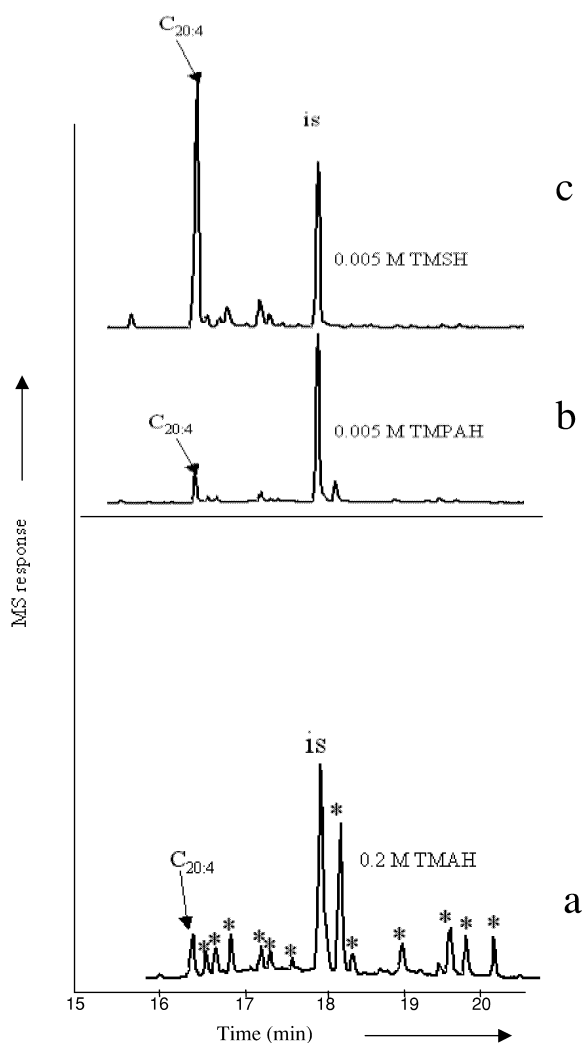 C20:4
is
c
0.005 M TMSH
C20:4
b
0.005 M TMPAH
MS response
is
*
C20:4
0.2 M TMAH
a
* * * * * * * * * * *
15 16 17 18 19 20
Time (min)